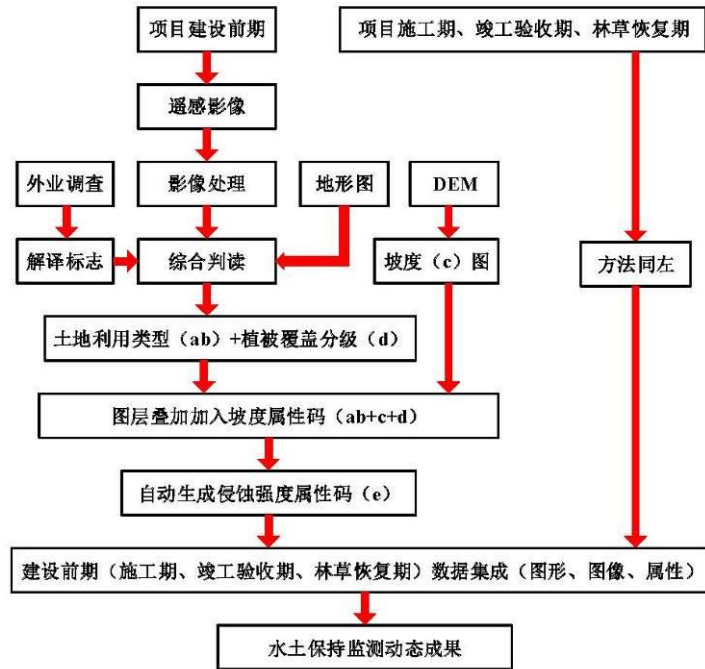 项目建设前期
项目施工期、竣工验收期、林草恢复期
遥感影像
外业调查
影像处理
地形图
DEM
解译标志
综合判读
坡度（c）图
方法同左
土地利用类型（ab）+植被覆盖分级（d）
图层叠加加入坡度属性码（ab+c+d）
自动生成侵蚀强度属性码（e）
建设前期（施工期、竣工验收期、林草恢复期）数据集成（图形、图像、属性）
水土保持监测动态成果